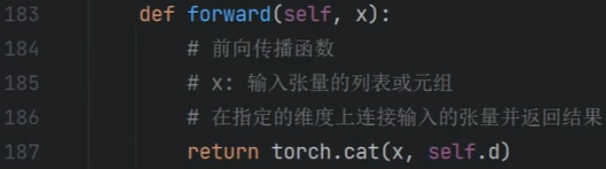 183 def forward(self, x):
184 # 前向传播函数
185 # x: 输入张量的列表或元组
186 # 在指定的维度上连接输入的张量并返回结果
187 return torch.cat(x, self.d)